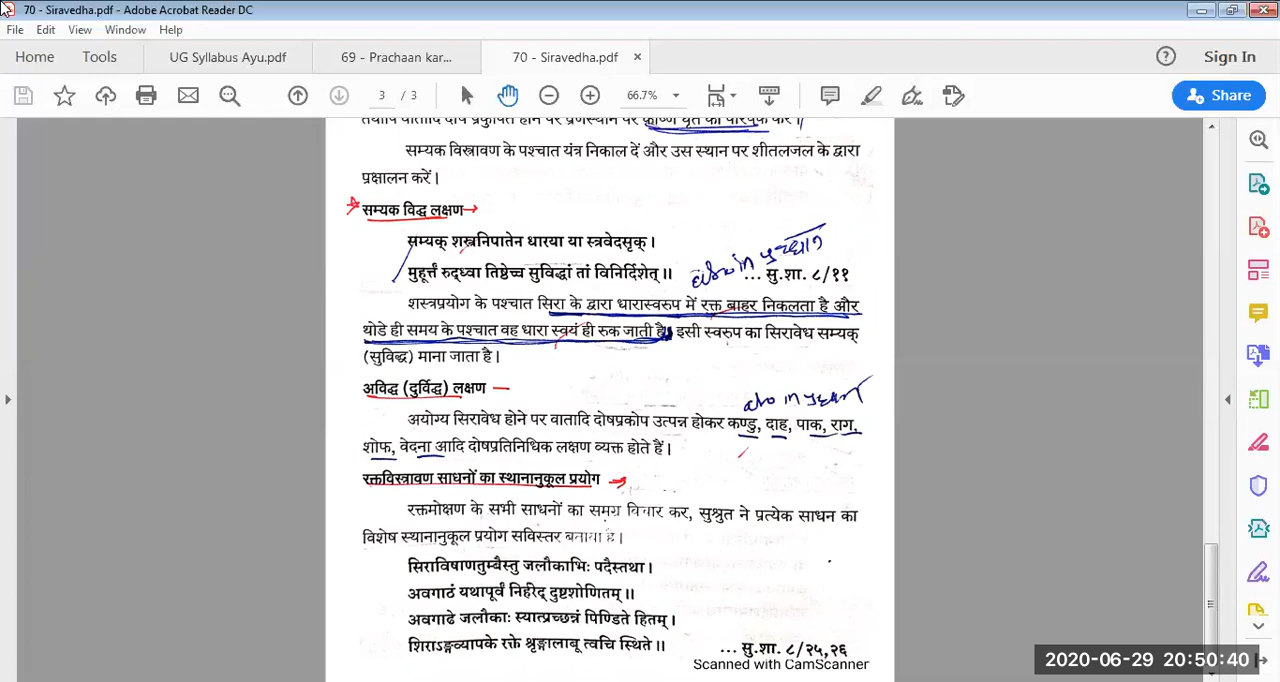 70 - Siravedha.pdf - Adobe Acrobat Reader DC
File Edit View Window Help
Home Tools UG Syllabus Ayu.pdf 69 - Prachaan kar... 70 - Siravedha.pdf × Sign In
3 / 3 66.7% Share
सम्यक विस्त्रावण के पश्चात यंत्र निकाल दें और उस स्थान पर शीतलजल के द्वारा
प्रक्षालन करें।
सम्यक विद्ध लक्षण
सम्यक् शस्त्रनिपातेन धारया या स्त्रवेदसृक्।
also in
मुहूर्त्तं रुद्ध्वा तिष्ठेच्च सुविद्धां तां विनिर्दिशेत्॥ ... सु.शा. ८/११
शस्त्रप्रयोग के पश्चात सिरा के द्वारा धारास्वरुप में रक्त बाहर निकलता है और
थोडे ही समय के पश्चात वह धारा स्वयं ही रुक जाती है। इसी स्वरुप का सिरावेध सम्यक्
(सुविद्ध) माना जाता है।
अविद्ध (दुर्विद्ध) लक्षण
also in
अयोग्य सिरावेध होने पर वातादि दोषप्रकोप उत्पन्न होकर कण्डु, दाह, पाक, राग,
शोफ, वेदना आदि दोषप्रतिनिधिक लक्षण व्यक्त होते हैं।
रक्तविस्त्रावण साधनों का स्थानानुकूल प्रयोग
रक्तमोक्षण के सभी साधनों का समग्र विचार कर, सुश्रुत ने प्रत्येक साधन का
विशेष स्थानानुकूल प्रयोग सविस्तर बताया है।
सिराविषाणतुम्बैस्तु जलौकाभिः पदैस्तथा।
अवगाठं यथापूर्वं निर्हरेद् दुष्टशोणितम्॥
अवगाढे जलौकाः स्यात्प्रच्छन्नं पिण्डिते हितम्।
शिराऽङ्गव्यापके रक्ते श्रृङ्गालाबू त्वचि स्थिते॥ ... सु.शा. ८/२५,२६
Scanned with CamScanner
2020-06-29 20:50:40